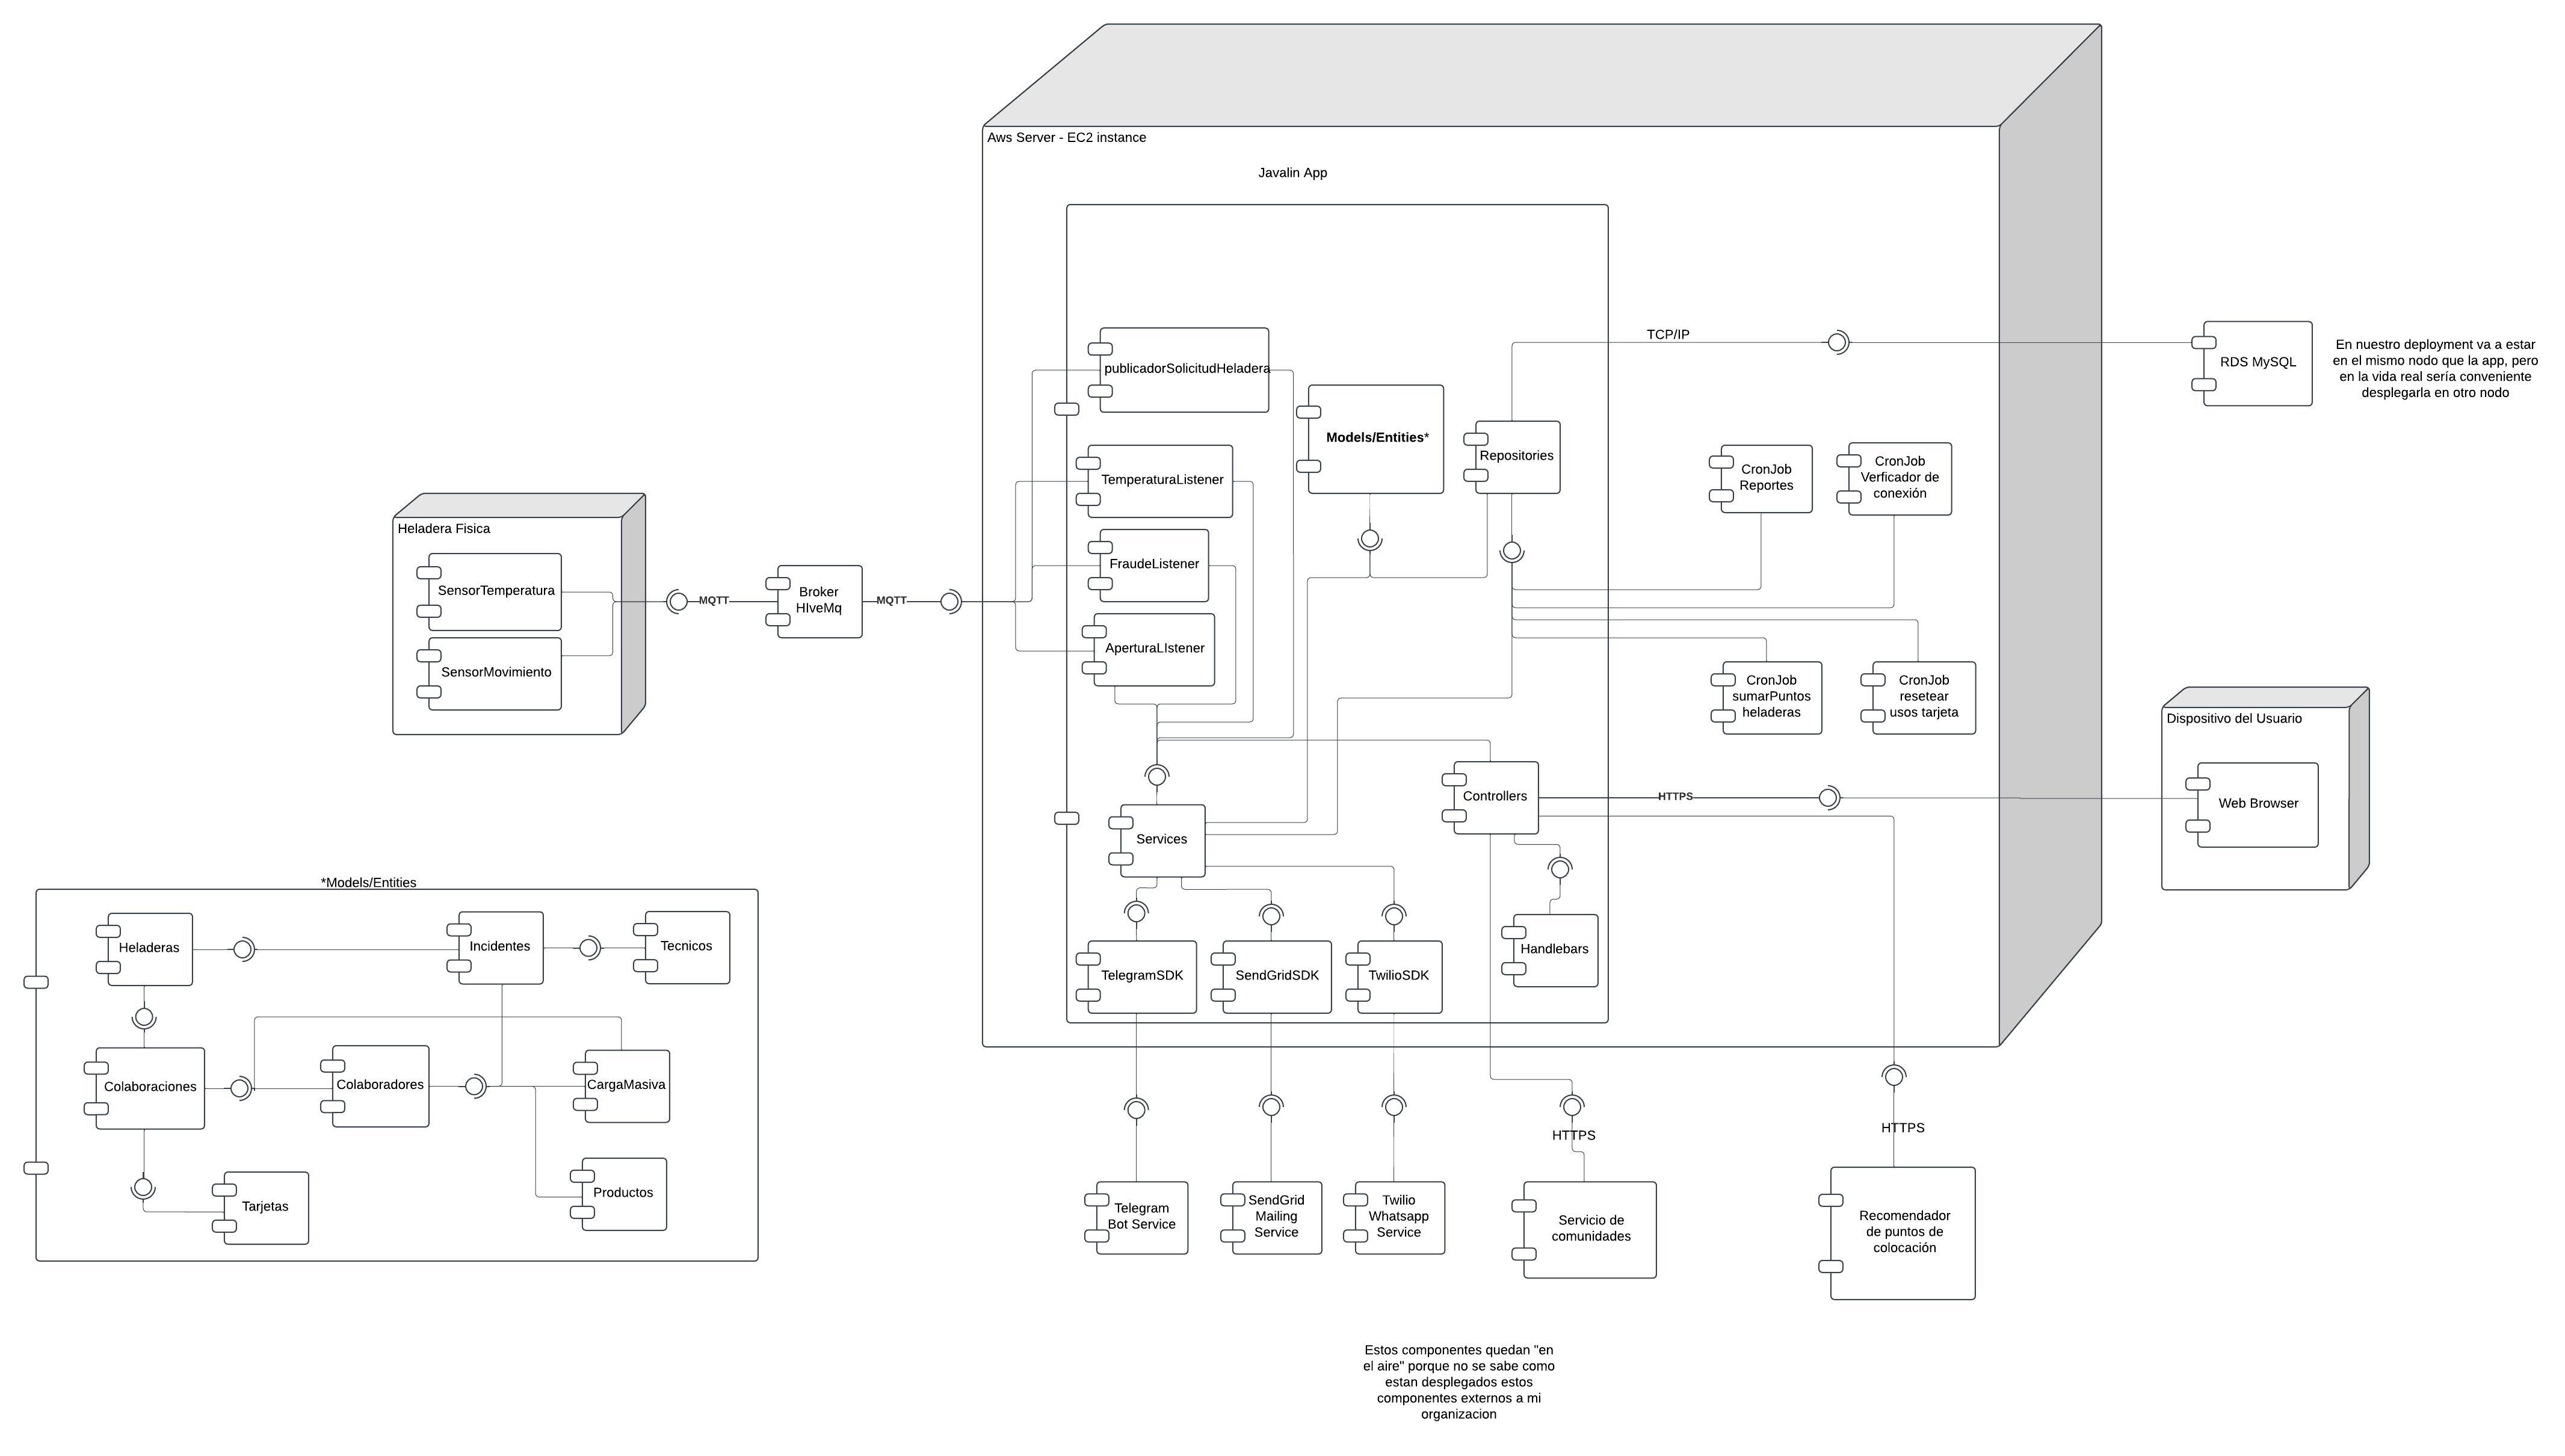 Aws Server - EC2 instance
Javalin App
publicadorSolicitudHeladera
TemperaturaListener
FraudeListener
AperturaLIstener
Models/Entities*
Repositories
TCP/IP
CronJob
Reportes
CronJob
Verficador de
conexión
CronJob
sumarPuntos
heladeras
CronJob
resetear
usos tarjeta
RDS MySQL
En nuestro deployment va a estar
en el mismo nodo que la app, pero
en la vida real sería conveniente
desplegarla en otro nodo
Heladera Fisica
SensorTemperatura
SensorMovimiento
MQTT
Broker
HIveMq
MQTT
Controllers
HTTPS
Dispositivo del Usuario
Web Browser
Services
Handlebars
TelegramSDK
SendGridSDK
TwilioSDK
*Models/Entities
Heladeras
Incidentes
Tecnicos
Colaboraciones
Colaboradores
CargaMasiva
Tarjetas
Productos
HTTPS
HTTPS
Telegram
Bot Service
SendGrid
Mailing
Service
Twilio
Whatsapp
Service
Servicio de
comunidades
Recomendador
de puntos de
colocación
Estos componentes quedan "en
el aire" porque no se sabe como
estan desplegados estos
componentes externos a mi
organizacion